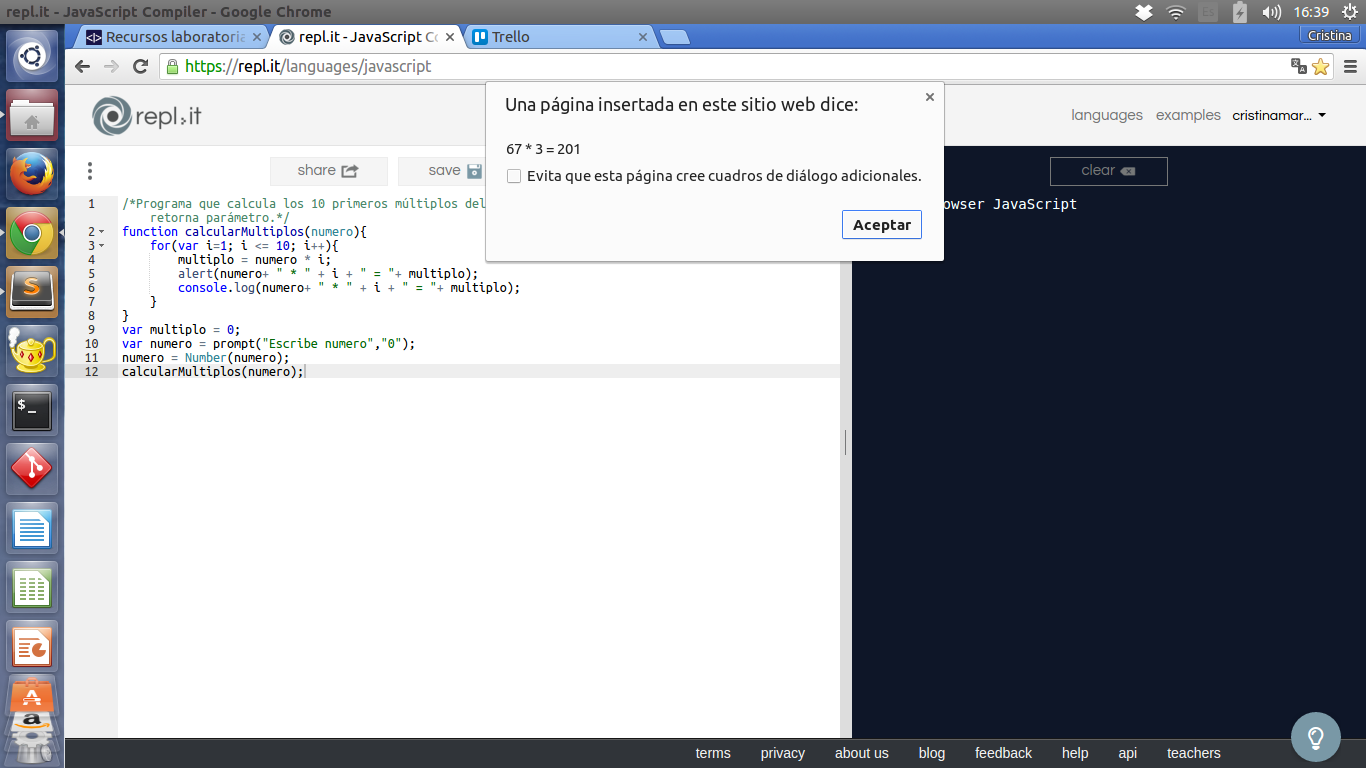 repl.it - JavaScript Compiler - Google Chrome
Es
16:39
Recursos laboratoria
repl.it - JavaScript Co
Trello
Cristina
https://repl.it/languages/javascript
repl.it
languages
examples
cristinamar...
Una página insertada en este sitio web dice:
67 * 3 = 201
Evita que esta página cree cuadros de diálogo adicionales.
Aceptar
share
save
clear
owser JavaScript
1 /*Programa que calcula los 10 primeros múltiplos del
retorna parámetro.*/
2 function calcularMultiplos(numero){
3 for(var i=1; i <= 10; i++){
4 multiplo = numero * i;
5 alert(numero+ " * " + i + " = "+ multiplo);
6 console.log(numero+ " * " + i + " = "+ multiplo);
7 }
8 }
9 var multiplo = 0;
10 var numero = prompt("Escribe numero","0");
11 numero = Number(numero);
12 calcularMultiplos(numero);
terms
privacy
about us
blog
feedback
help
api
teachers